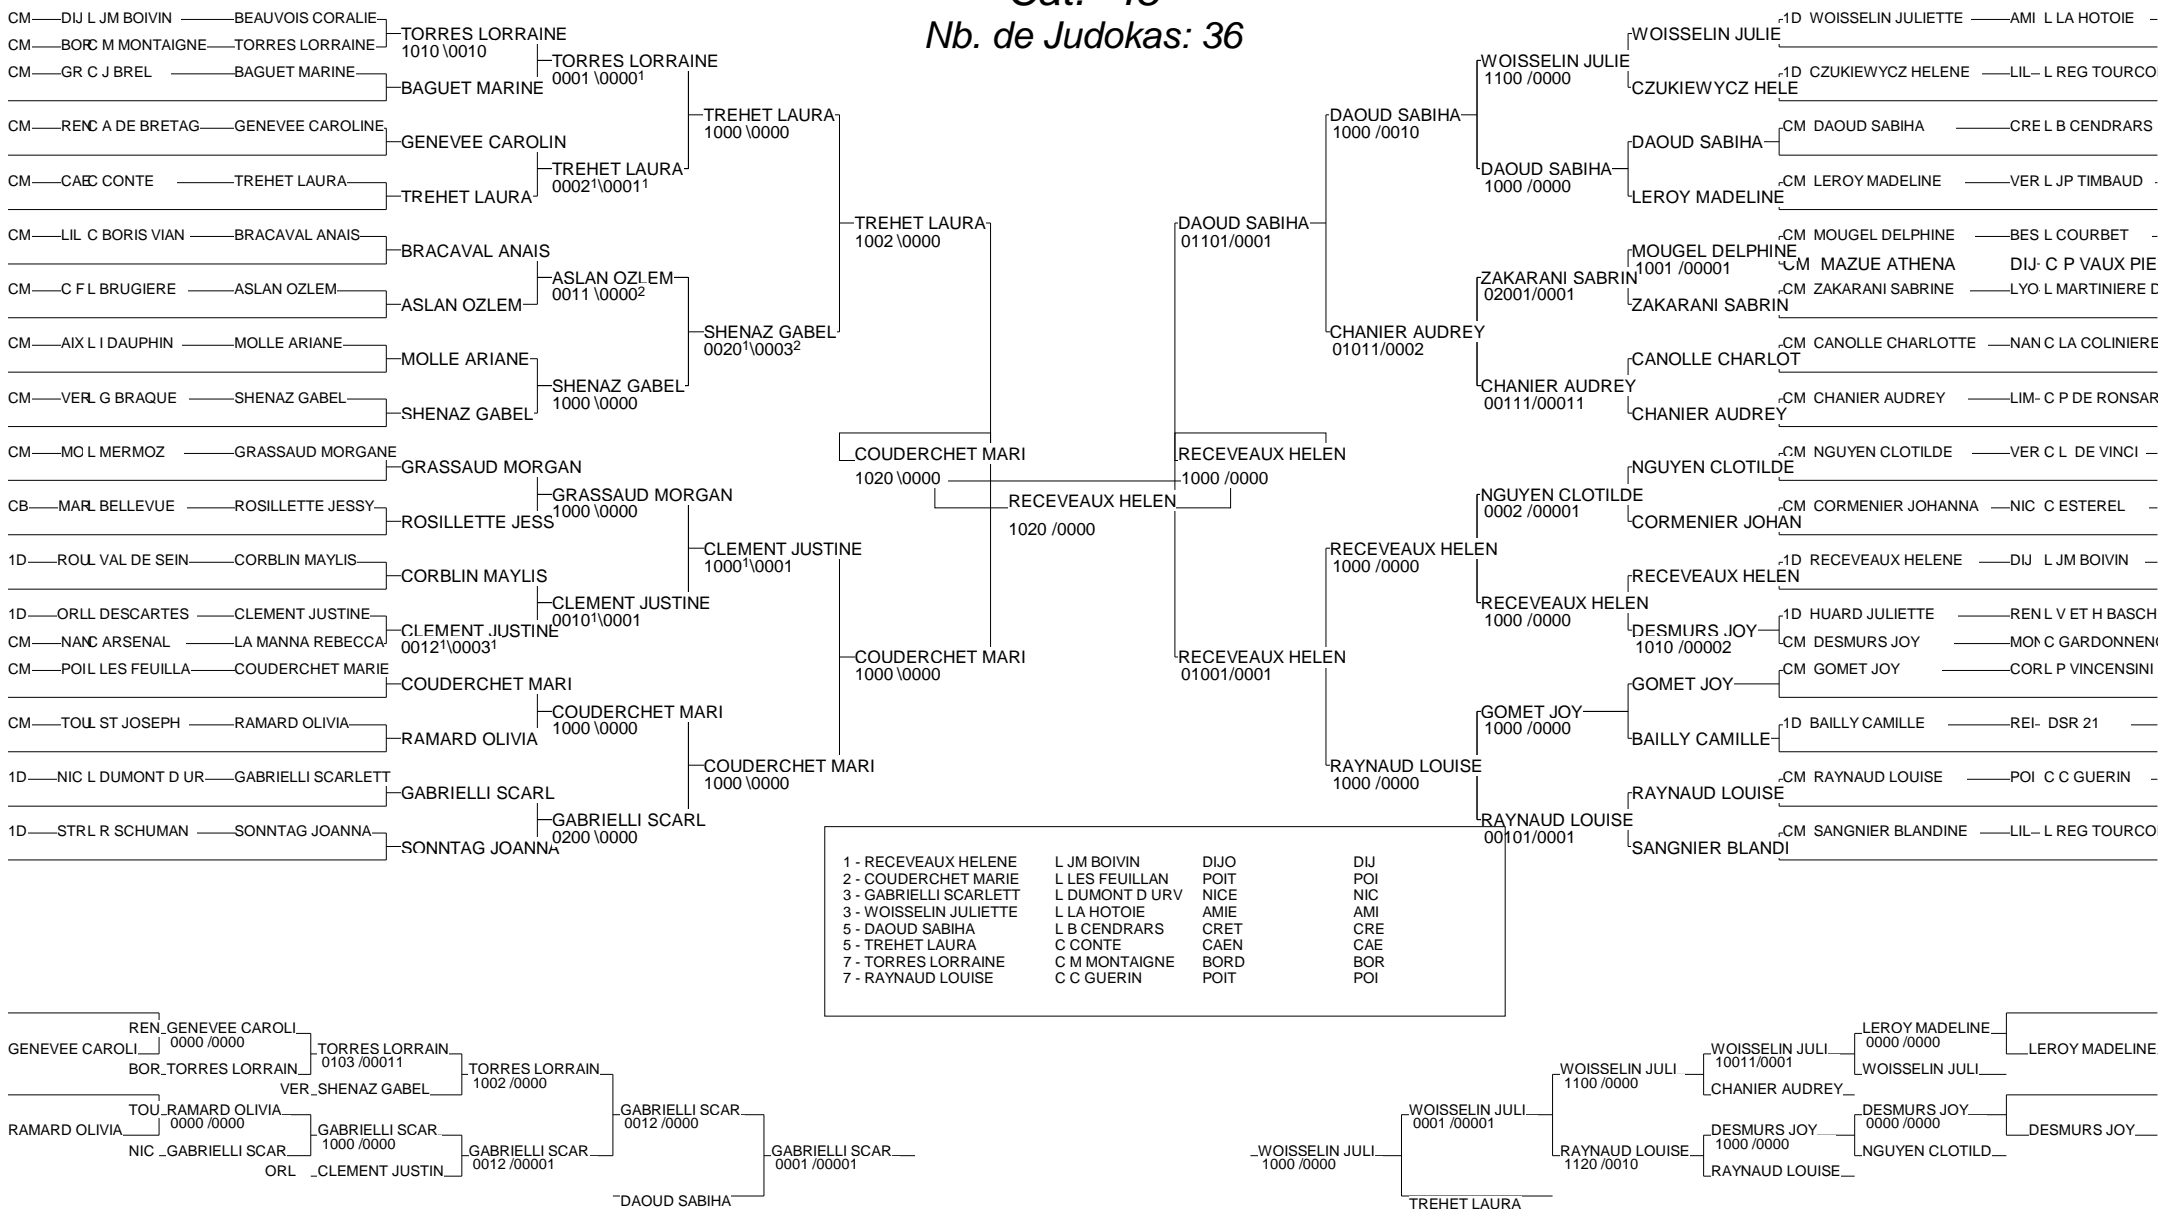 Nb. de Judokas: 36
CM DIJ L JM BOIVIN BEAUVOIS CORALIE
CM BOR C M MONTAIGNE TORRES LORRAINE
CM GR C J BREL BAGUET MARINE
CM REN C A DE BRETAG GENEVEE CAROLINE
CM CAE C CONTE TREHET LAURA
CM LIL C BORIS VIAN BRACAVAL ANAIS
CM C F L BRUGIERE ASLAN OZLEM
CM AIX L I DAUPHIN MOLLE ARIANE
CM VER L G BRAQUE SHENAZ GABEL
CM MO L MERMOZ GRASSAUD MORGANE
CB MAR L BELLEVUE ROSILLETTE JESSY
1D ROU L VAL DE SEIN CORBLIN MAYLIS
1D ORL L DESCARTES CLEMENT JUSTINE
CM NAN C ARSENAL LA MANNA REBECCA
CM POI L LES FEUILLA COUDERCHET MARIE
CM TOU L ST JOSEPH RAMARD OLIVIA
1D NIC L DUMONT D UR GABRIELLI SCARLETT
1D STR L R SCHUMAN SONNTAG JOANNA
TORRES LORRAINE
1010 \0010
BAGUET MARINE
GENEVEE CAROLIN
TREHET LAURA
BRACAVAL ANAIS
ASLAN OZLEM
MOLLE ARIANE
SHENAZ GABEL
GRASSAUD MORGAN
ROSILLETTE JESS
CORBLIN MAYLIS
CLEMENT JUSTINE
0012¹\0003¹
COUDERCHET MARI
RAMARD OLIVIA
GABRIELLI SCARL
SONNTAG JOANNA
TORRES LORRAINE
0001 \0000¹
TREHET LAURA
0002¹\0001¹
ASLAN OZLEM
0011 \0000²
SHENAZ GABEL
1000 \0000
GRASSAUD MORGAN
1000 \0000
CLEMENT JUSTINE
0010¹\0001
COUDERCHET MARI
1000 \0000
GABRIELLI SCARL
0200 \0000
TREHET LAURA
1000 \0000
SHENAZ GABEL
0020¹\0003²
CLEMENT JUSTINE
1000¹\0001
COUDERCHET MARI
1000 \0000
TREHET LAURA
1002 \0000
COUDERCHET MARI
1000 \0000
COUDERCHET MARI
1020 \0000
RECEVEAUX HELEN
1020 /0000
RECEVEAUX HELEN
1000 /0000
DAOUD SABIHA
01101/0001
RECEVEAUX HELEN
01001/0001
DAOUD SABIHA
1000 /0010
CHANIER AUDREY
01011/0002
RECEVEAUX HELEN
1000 /0000
RAYNAUD LOUISE
1000 /0000
WOISSELIN JULIE
1100 /0000
DAOUD SABIHA
1000 /0000
ZAKARANI SABRIN
02001/0001
CHANIER AUDREY
00111/00011
NGUYEN CLOTILDE
0002 /00001
RECEVEAUX HELEN
1000 /0000
GOMET JOY
1000 /0000
RAYNAUD LOUISE
00101/0001
WOISSELIN JULIE
CZUKIEWYCZ HELE
DAOUD SABIHA
LEROY MADELINE
MOUGEL DELPHINE
1001 /00001
ZAKARANI SABRIN
CANOLLE CHARLOT
CHANIER AUDREY
NGUYEN CLOTILDE
CORMENIER JOHAN
RECEVEAUX HELEN
DESMURS JOY
1010 /00002
GOMET JOY
BAILLY CAMILLE
RAYNAUD LOUISE
SANGNIER BLANDI
1D WOISSELIN JULIETTE AMI L LA HOTOIE
1D CZUKIEWYCZ HELENE LIL L REG TOURCO
CM DAOUD SABIHA CRE L B CENDRARS
CM LEROY MADELINE VER L JP TIMBAUD
CM MOUGEL DELPHINE BES L COURBET
CM MAZUE ATHENA DIJ C P VAUX PIE
CM ZAKARANI SABRINE LYO L MARTINIERE D
CM CANOLLE CHARLOTTE NAN C LA COLINIERE
CM CHANIER AUDREY LIM C P DE RONSAR
CM NGUYEN CLOTILDE VER C L DE VINCI
CM CORMENIER JOHANNA NIC C ESTEREL
1D RECEVEAUX HELENE DIJ L JM BOIVIN
1D HUARD JULIETTE REN L V ET H BASCH
CM DESMURS JOY MON C GARDONNEN
CM GOMET JOY COR L P VINCENSINI
1D BAILLY CAMILLE REI DSR 21
CM RAYNAUD LOUISE POI C C GUERIN
CM SANGNIER BLANDINE LIL L REG TOURCO
1 - RECEVEAUX HELENE L JM BOIVIN DIJO DIJ
2 - COUDERCHET MARIE L LES FEUILLAN POIT POI
3 - GABRIELLI SCARLETT L DUMONT D URV NICE NIC
3 - WOISSELIN JULIETTE L LA HOTOIE AMIE AMI
5 - DAOUD SABIHA L B CENDRARS CRET CRE
5 - TREHET LAURA C CONTE CAEN CAE
7 - TORRES LORRAINE C M MONTAIGNE BORD BOR
7 - RAYNAUD LOUISE C C GUERIN POIT POI
GENEVEE CAROLI
RAMARD OLIVIA
REN GENEVEE CAROLI
0000 /0000
BOR TORRES LORRAIN
TOU RAMARD OLIVIA
0000 /0000
NIC GABRIELLI SCAR
TORRES LORRAIN
0103 /00011
VER SHENAZ GABEL
GABRIELLI SCAR
1000 /0000
ORL CLEMENT JUSTIN
TORRES LORRAIN
1002 /0000
GABRIELLI SCAR
0012 /00001
GABRIELLI SCAR
0012 /0000
DAOUD SABIHA
GABRIELLI SCAR
0001 /00001
WOISSELIN JULI
1000 /0000
WOISSELIN JULI
0001 /00001
TREHET LAURA
WOISSELIN JULI
1100 /0000
RAYNAUD LOUISE
1120 /0010
WOISSELIN JULI
10011/0001
CHANIER AUDREY
DESMURS JOY
1000 /0000
RAYNAUD LOUISE
LEROY MADELINE
0000 /0000
WOISSELIN JULI
DESMURS JOY
0000 /0000
NGUYEN CLOTILD
LEROY MADELINE
DESMURS JOY